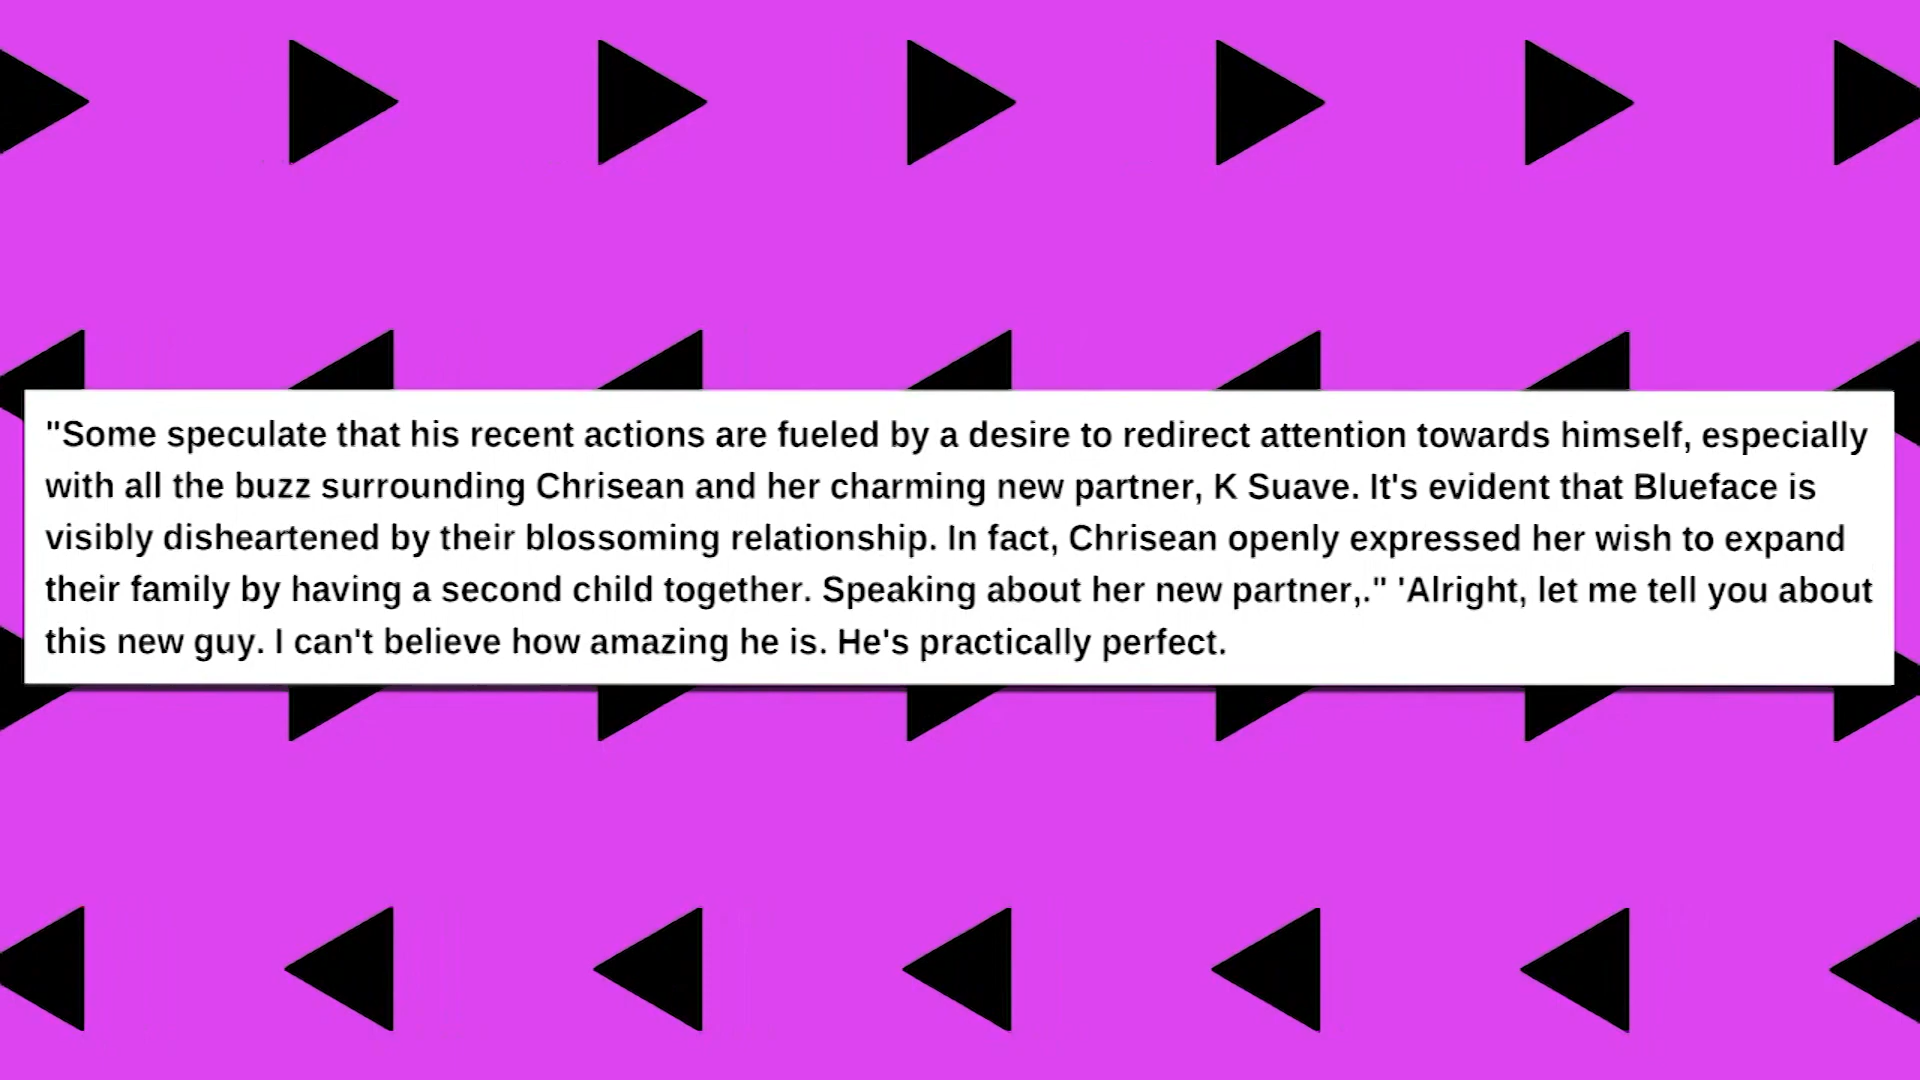 "Some speculate that his recent actions are fueled by a desire to redirect attention towards himself, especially
with all the buzz surrounding Chrisean and her charming new partner, K Suave. It's evident that Blueface is
visibly disheartened by their blossoming relationship. In fact, Chrisean openly expressed her wish to expand
their family by having a second child together. Speaking about her new partner,." 'Alright, let me tell you about
this new guy. I can't believe how amazing he is. He's practically perfect.